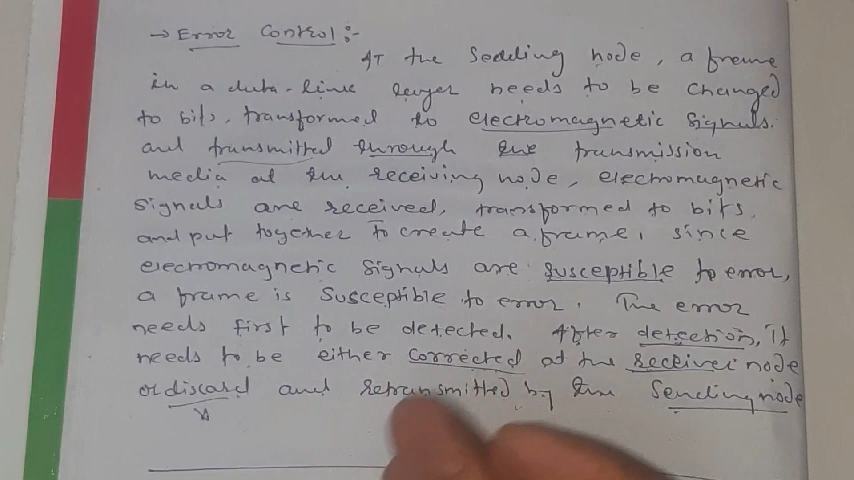 → Error Control:-
AT the Sedding node, a frame
in a data-link layer needs to be changed
to bits, transformed to electromagnetic Signals.
and transmitted through the transmission
media at the receiving node, electromagnetic
Signals are received, transformed to bits,
and put together To create a frame, since
elecromagnetic Signals are susceptible to error,
a frame is Susceptible to error. The error
needs first to be detected. After detection, It
needs to be either corrected at the receiver node
or discard and retransmitted by the Sending node